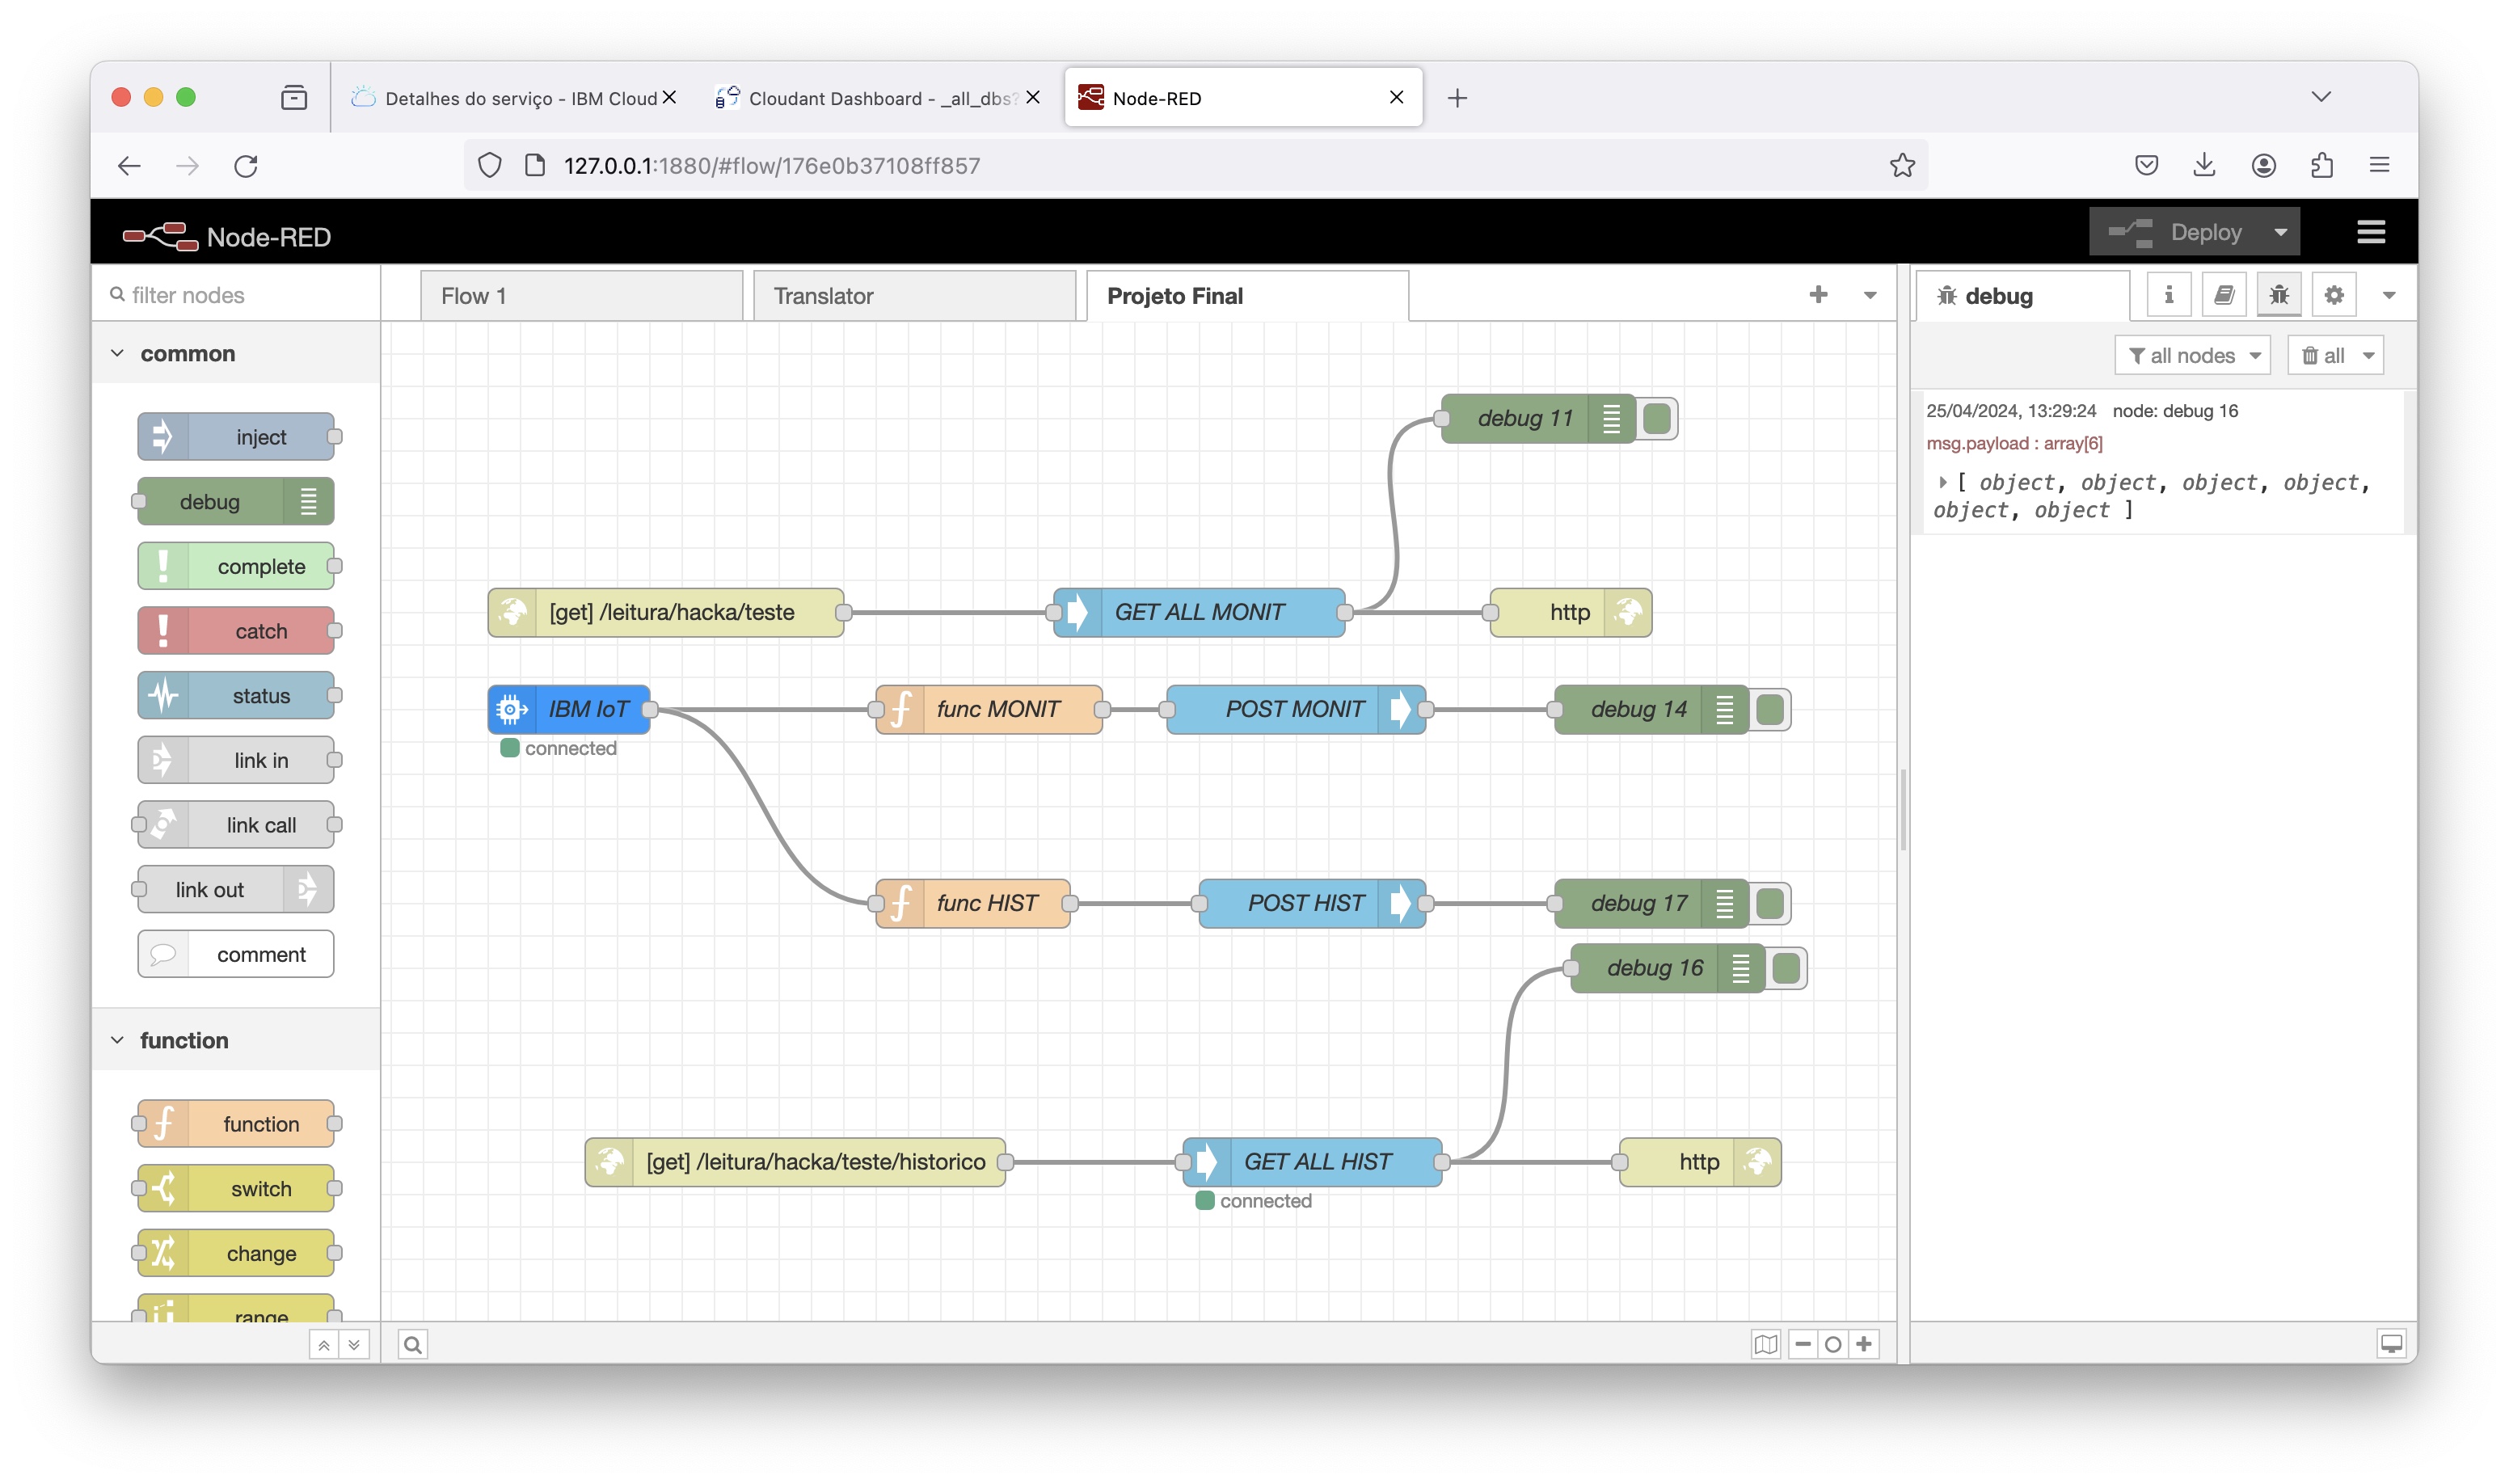 Detalhes do serviço - IBM Cloud
Cloudant Dashboard - _all_dbs?
Node-RED
127.0.0.1:1880/#flow/176e0b37108ff857
Node-RED
Deploy
filter nodes
Flow 1
Translator
Projeto Final
debug
all nodes
all
common
inject
debug
complete
catch
status
link in
link call
link out
comment
function
function
switch
change
range
debug 11
[get] /leitura/hacka/teste
GET ALL MONIT
http
IBM IoT
connected
func MONIT
POST MONIT
debug 14
func HIST
POST HIST
debug 17
debug 16
[get] /leitura/hacka/teste/historico
GET ALL HIST
connected
http
25/04/2024, 13:29:24 node: debug 16
msg.payload : array[6]
[ object, object, object, object,
object, object ]